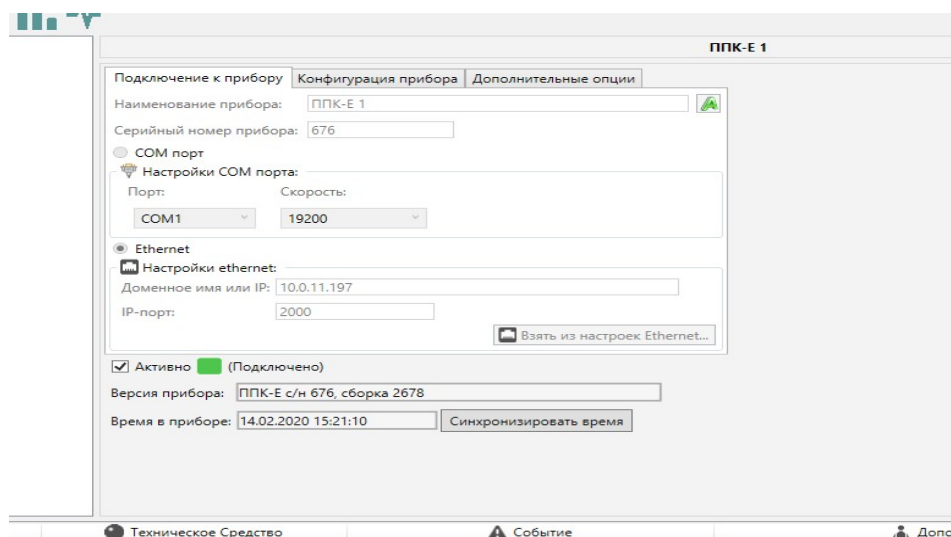 ППК-Е 1
Подключение к прибору Конфигурация прибора Дополнительные опции
Наименование прибора: ППК-Е 1
Серийный номер прибора: 676
COM порт
Настройки COM порта:
Порт: Скорость:
COM1 19200
Ethernet
Настройки ethernet:
Доменное имя или IP: 10.0.11.197
IP-порт: 2000
Взять из настроек Ethernet...
Активно (Подключено)
Версия прибора: ППК-Е с/н 676, сборка 2678
Время в приборе: 14.02.2020 15:21:10 Синхронизировать время
Техническое Средство Событие